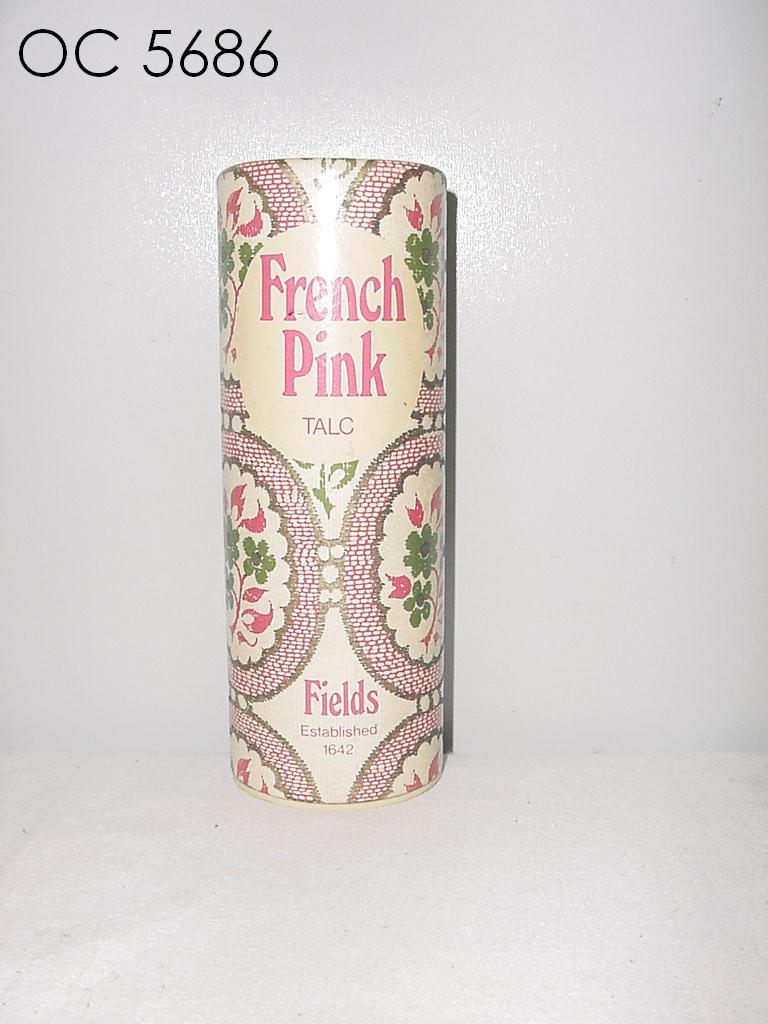 OC 5686
French
Pink
TALC
Fields
Established
1642